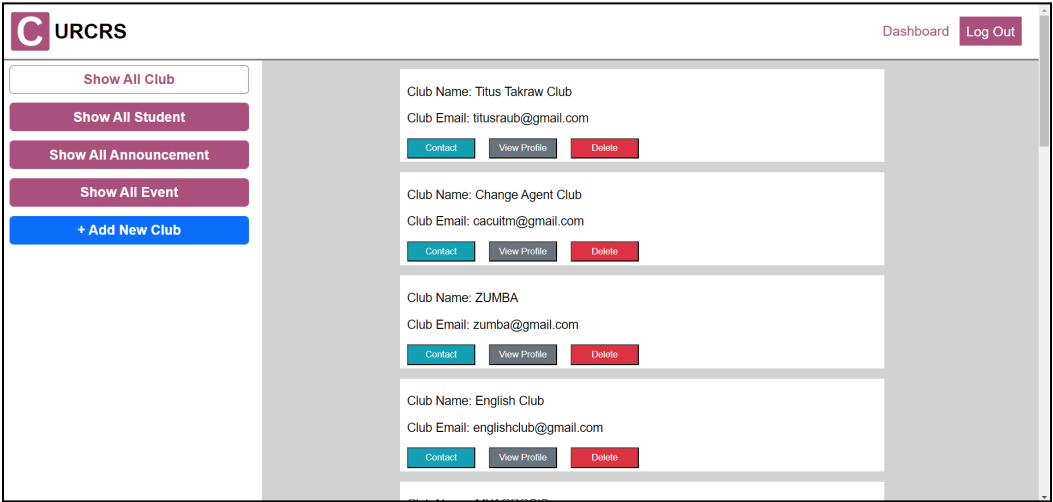 C URCRS
Dashboard
Log Out
Show All Club
Show All Student
Show All Announcement
Show All Event
+ Add New Club
Club Name: Titus Takraw Club
Club Email: titusraub@gmail.com
Contact View Profile Delete
Club Name: Change Agent Club
Club Email: cacuitm@gmail.com
Contact View Profile Delete
Club Name: ZUMBA
Club Email: zumba@gmail.com
Contact View Profile Delete
Club Name: English Club
Club Email: englishclub@gmail.com
Contact View Profile Delete
Club Name: